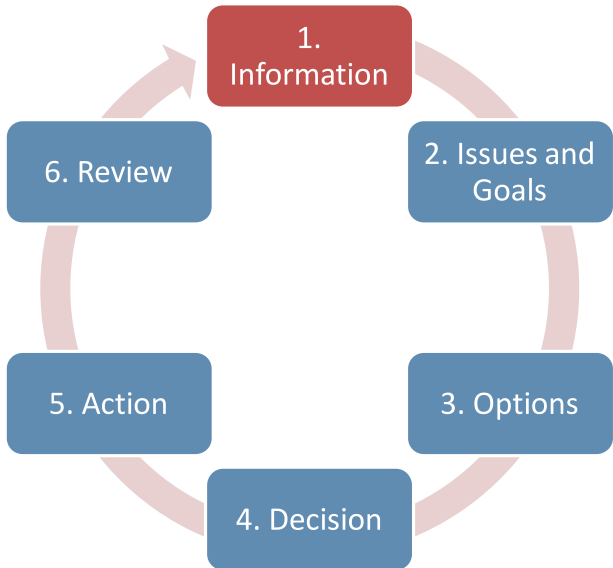 1.
Information
2. Issues and
Goals
3. Options
4. Decision
5. Action
6. Review